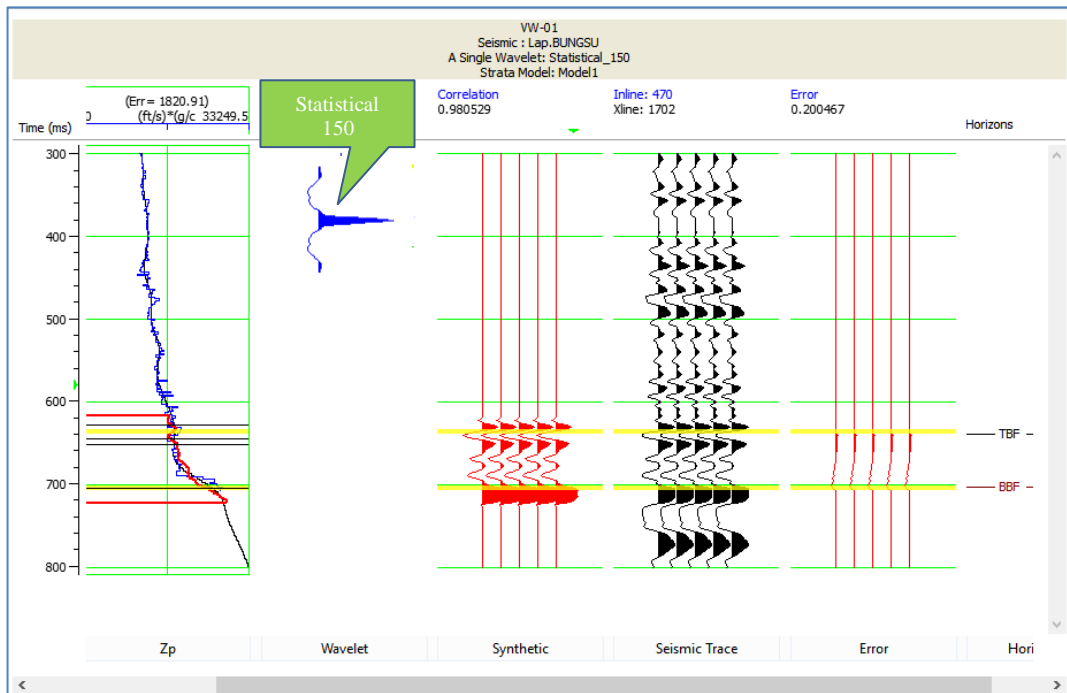 VW-01
Seismic : Lap.BUNGSU
A Single Wavelet: Statistical_150
Strata Model: Model1
(Err= 1820.91)
0 (ft/s)*(g/c 33249.5
Statistical
150
Correlation
0.980529
Inline: 470
Xline: 1702
Error
0.200467
Time (ms)
Horizons
300
400
500
600
700
800
TBF
BBF
Zp
Wavelet
Synthetic
Seismic Trace
Error
Hori